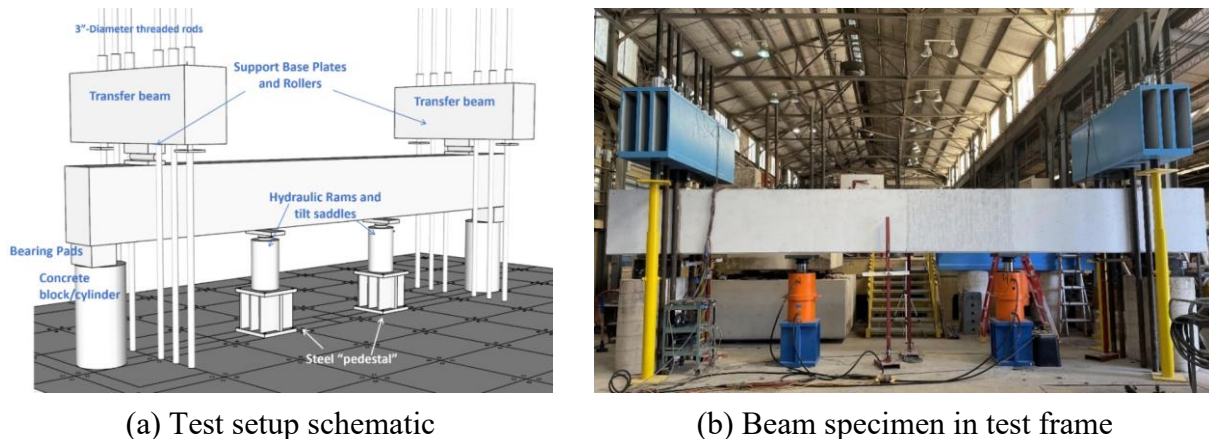 3"-Diameter threaded rods
Support Base Plates
and Rollers
Transfer beam
Transfer beam
Hydraulic Rams and
tilt saddles
Bearing Pads
Concrete
block/cylinder
Steel "pedestal"
(a) Test setup schematic
(b) Beam specimen in test frame